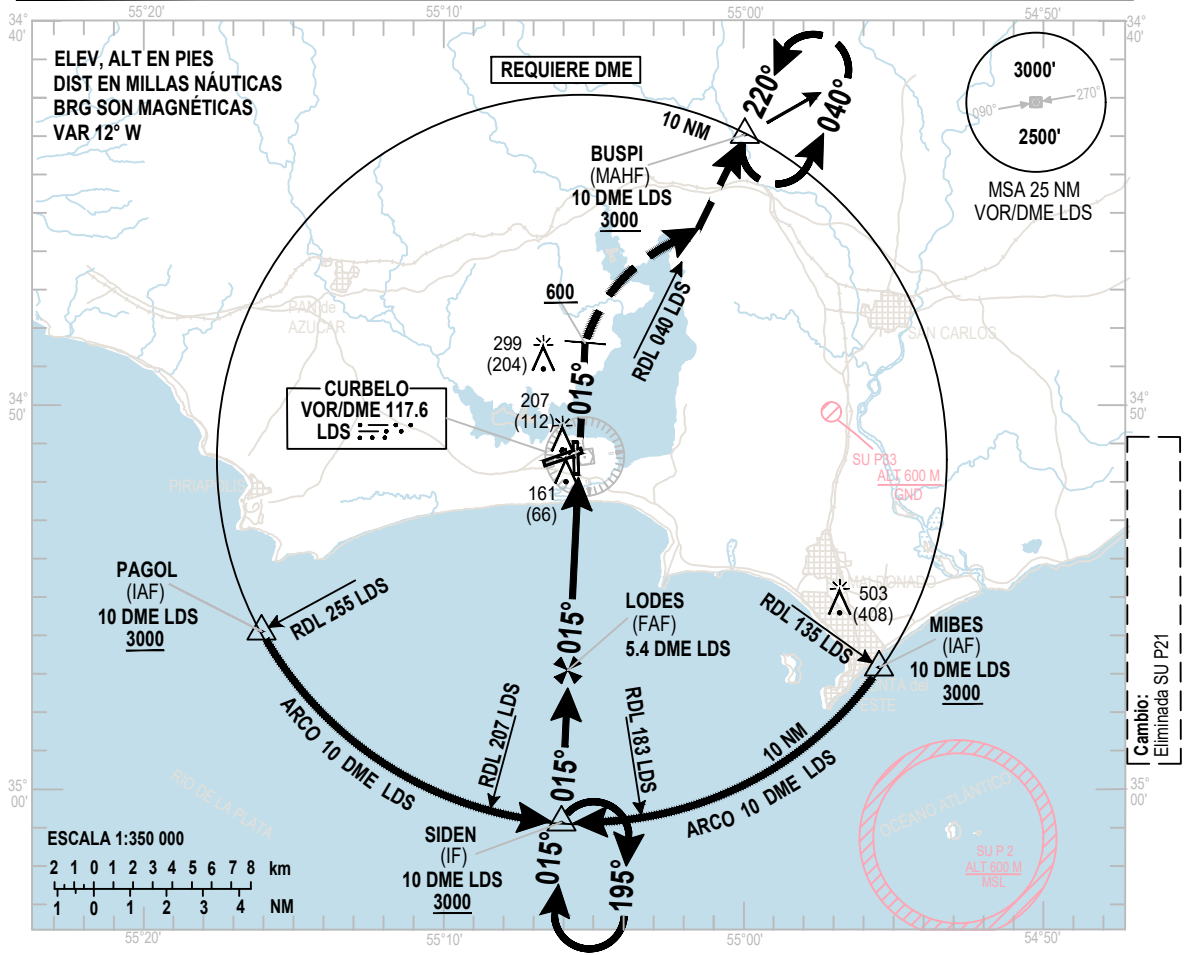 55°20' 55°10' 55°00' 54°50'
34°
40'
34°
40'
ELEV, ALT EN PIES
DIST EN MILLAS NÁUTICAS
BRG SON MAGNÉTICAS
VAR 12° W
REQUIERE DME
10 NM
220°
040°
3000'
090°
270°
2500'
MSA 25 NM
VOR/DME LDS
BUSPI
(MAHF)
10 DME LDS
3000
RDL 040 LDS
600
PAN de
AZUCAR
SAN CARLOS
299
(204)
015°
CURBELO
VOR/DME 117.6
LDS
207
(112)
34°
50'
34°
50'
SU P33
ALT 600 M
GND
PIRIAPOLIS
161
(66)
PAGOL
(IAF)
10 DME LDS
3000
RDL 255 LDS
015°
LODES
(FAF)
5.4 DME LDS
MALDONADO
503
(408)
RDL 135 LDS
MIBES
(IAF)
10 DME LDS
3000
PUNTA del
ESTE
Cambio:
Eliminada SU P21
ARCO 10 DME LDS
RDL 207 LDS
015°
RDL 183 LDS
10 NM
ARCO 10 DME LDS
35°
00'
35°
00'
RIO DE LA PLATA
OCÉANO ATLÁNTICO
SU P 2
ALT 600 M
MSL
SIDEN
(IF)
10 DME LDS
3000
015°
195°
ESCALA 1:350 000
2 1 0 1 2 3 4 5 6 7 8 km
1 0 1 2 3 4 NM
55°20' 55°10' 55°00' 54°50'